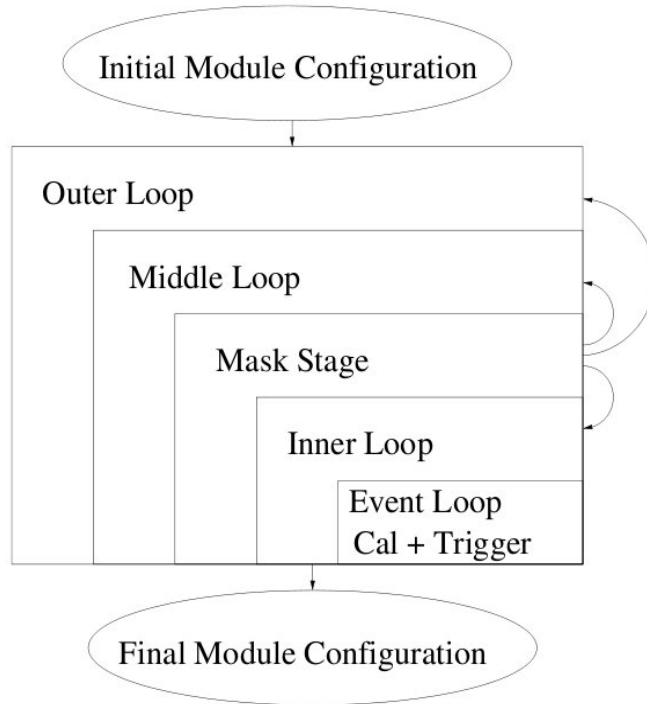 Initial Module Configuration
Outer Loop
Middle Loop
Mask Stage
Inner Loop
Event Loop
Cal + Trigger
Final Module Configuration